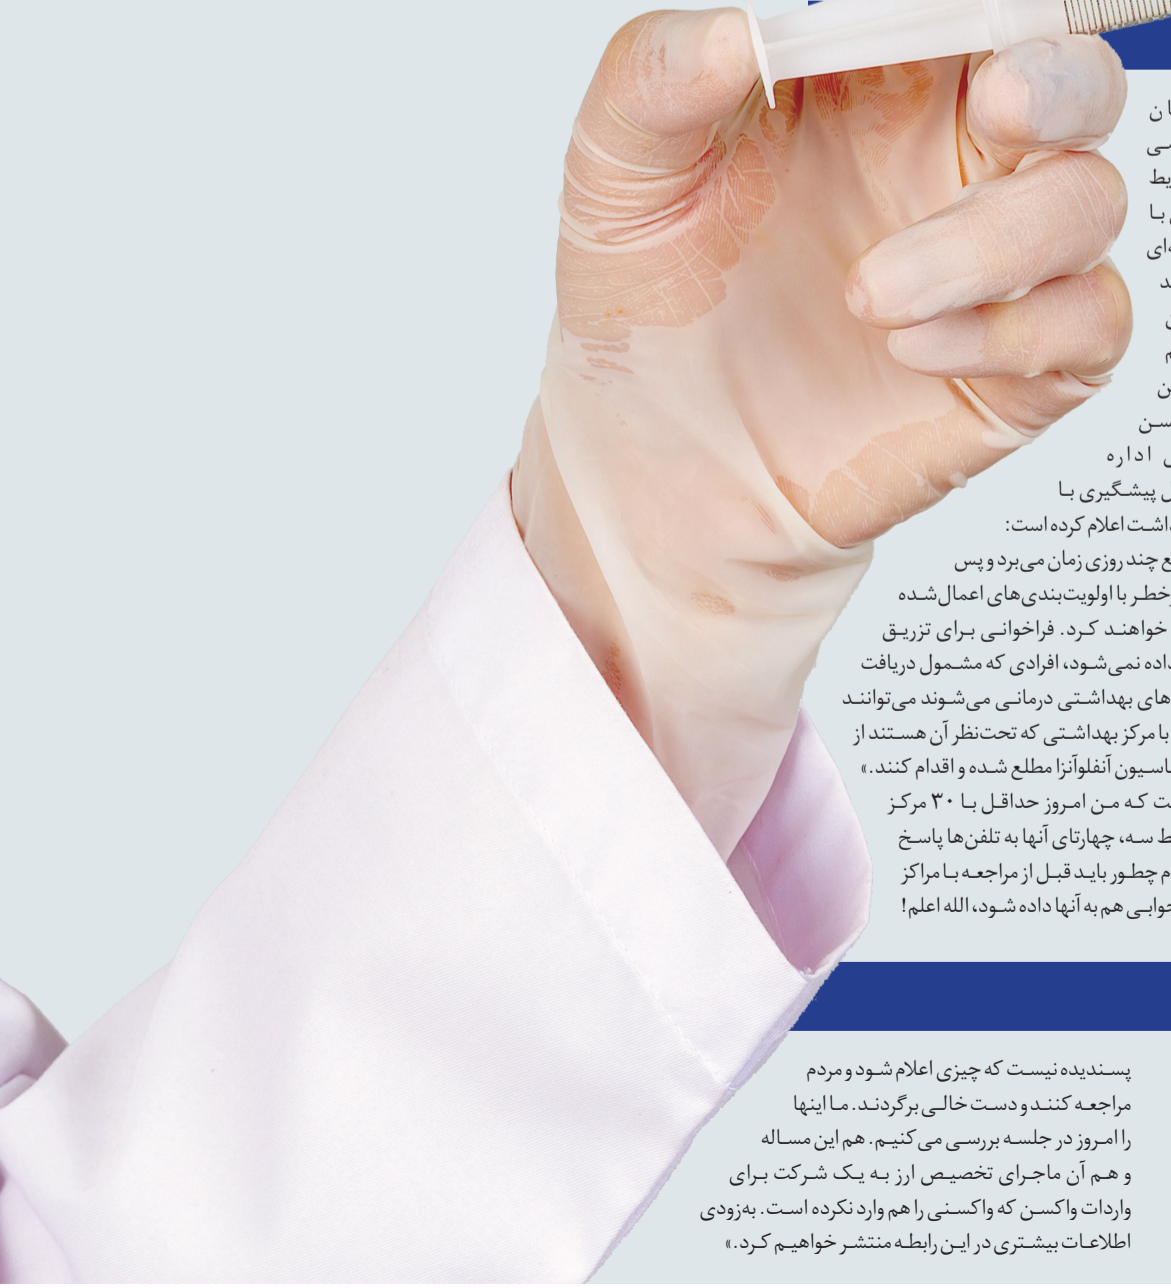 اداره
پیشگیری با
اعلام کرده است:
چند روزی زمان می‌برد و پس
با اولویت‌بندی‌های اعمال‌شده
خواهند کرد. فراخوانی برای تزریق
داده نمی‌شود، افرادی که مشمول دریافت
بهداشتی درمانی می‌شوند می‌توانند
با مرکز بهداشتی که تحت‌نظر آن هستند از
آنفلوآنزا مطلع شده و اقدام کنند.»
که من امروز حداقل با ۳۰ مرکز
سه، چهارتای آنها به تلفن‌ها پاسخ
چطور باید قبل از مراجعه با مراکز
هم به آنها داده شود، الله اعلم!
پسندیده نیست که چیزی اعلام شود و مردم
مراجعه کنند و دست خالی برگردند. ما اینها
را امروز در جلسه بررسی می‌کنیم. هم این مساله
و هم آن ماجرای تخصیص ارز به یک شرکت برای
واردات واکسن که واکسنی را هم وارد نکرده است. به‌زودی
اطلاعات بیشتری در این رابطه منتشر خواهیم کرد.»